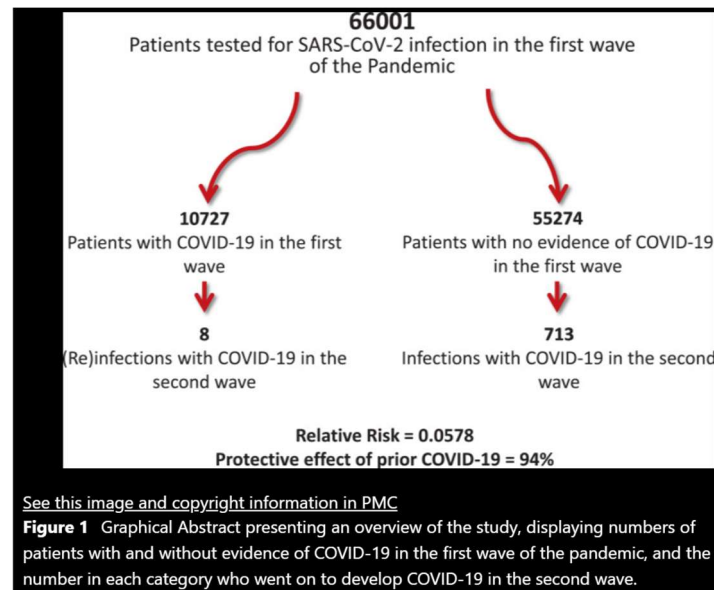 66001
Patients tested for SARS-CoV-2 infection in the first wave
of the Pandemic
10727
Patients with COVID-19 in the first
wave
55274
Patients with no evidence of COVID-19
in the first wave
8
(Re)infections with COVID-19 in the
second wave
713
Infections with COVID-19 in the second
wave
Relative Risk = 0.0578
Protective effect of prior COVID-19 = 94%
See this image and copyright information in PMC
Figure 1 Graphical Abstract presenting an overview of the study, displaying numbers of
patients with and without evidence of COVID-19 in the first wave of the pandemic, and the
number in each category who went on to develop COVID-19 in the second wave.